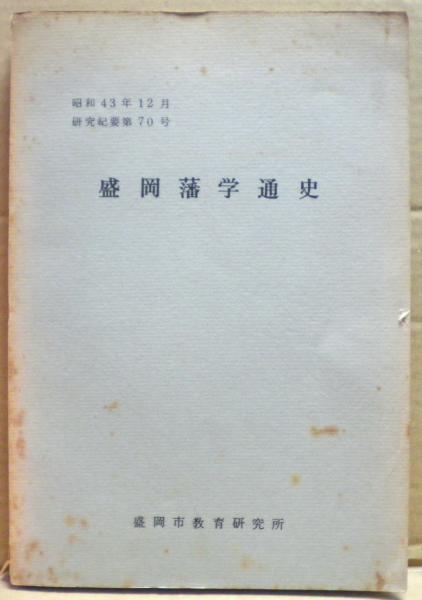 昭和43年12月
研究紀要第70号
盛岡藩学通史
盛岡市教育研究所